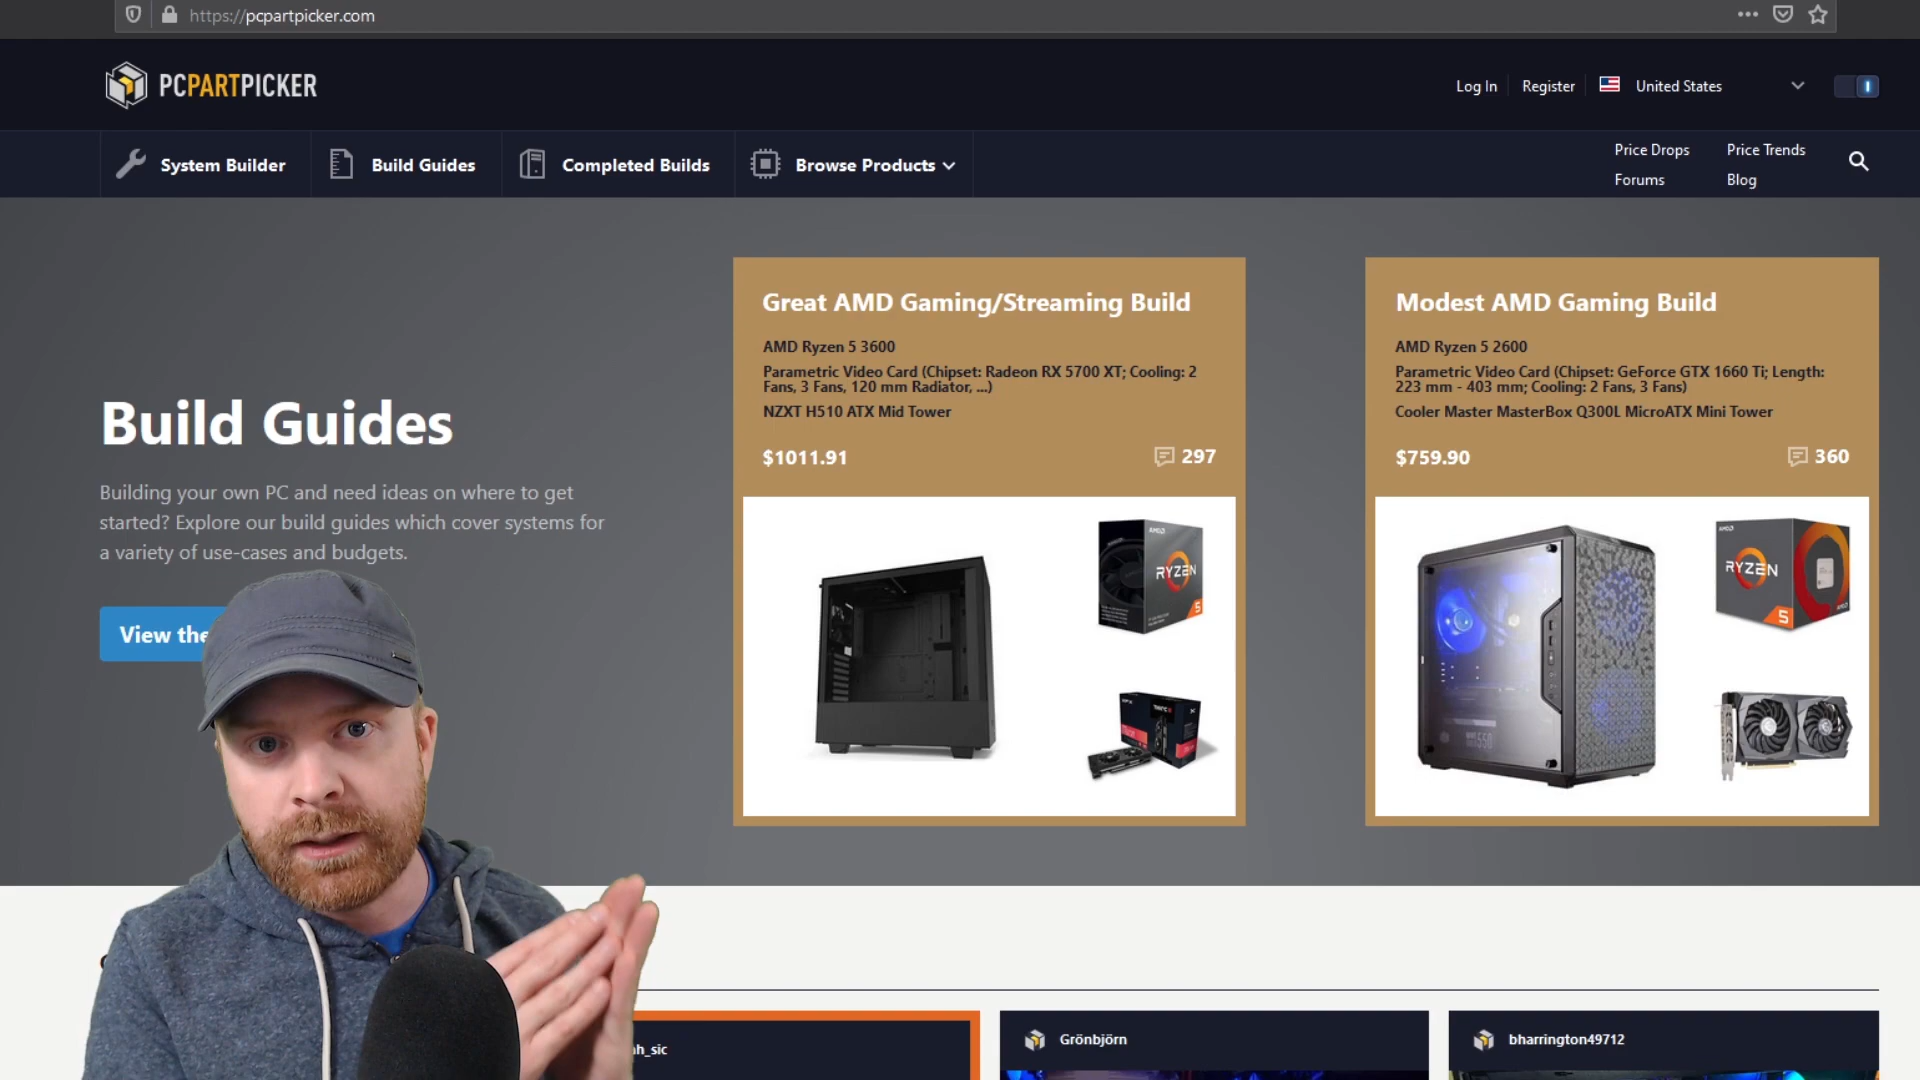 https://pcpartpicker.com
PCPARTPICKER
Log In
Register
United States
System Builder
Build Guides
Completed Builds
Browse Products
Price Drops
Price Trends
Forums
Blog
Build Guides
Building your own PC and need ideas on where to get
started? Explore our build guides which cover systems for
a variety of use-cases and budgets.
View the
Great AMD Gaming/Streaming Build
AMD Ryzen 5 3600
Parametric Video Card (Chipset: Radeon RX 5700 XT; Cooling: 2
Fans, 3 Fans, 120 mm Radiator, ...)
NZXT H510 ATX Mid Tower
$1011.91
297
AMD
RYZEN
5
Modest AMD Gaming Build
AMD Ryzen 5 2600
Parametric Video Card (Chipset: GeForce GTX 1660 Ti; Length:
223 mm - 403 mm; Cooling: 2 Fans, 3 Fans)
Cooler Master MasterBox Q300L MicroATX Mini Tower
$759.90
360
AMD
RYZEN
5
h_sic
Grönbjörn
bharrington49712